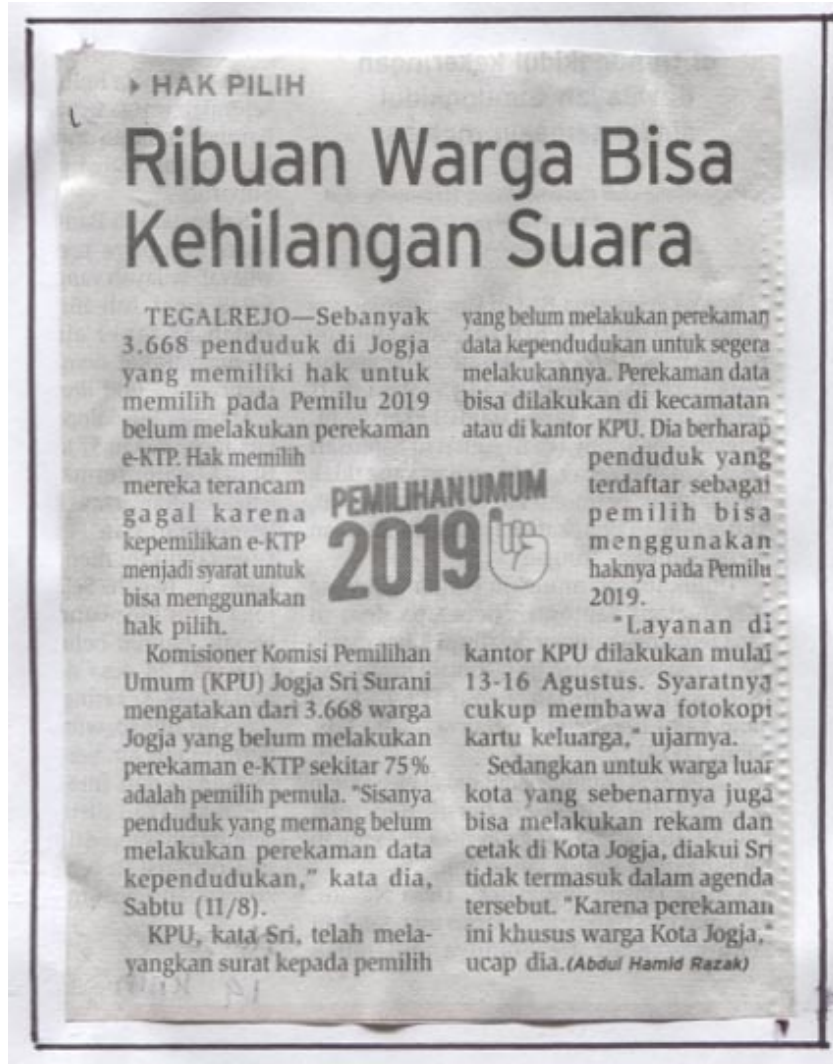 ▸ HAK PILIH
Ribuan Warga Bisa
Kehilangan Suara
TEGALREJO—Sebanyak
3.668 penduduk di Jogja
yang memiliki hak untuk
memilih pada Pemilu 2019
belum melakukan perekaman
e-KTP. Hak memilih
mereka terancam
gagal karena
kepemilikan e-KTP
menjadi syarat untuk
bisa menggunakan
hak pilih.
Komisioner Komisi Pemilihan
Umum (KPU) Jogja Sri Surani
mengatakan dari 3.668 warga
Jogja yang belum melakukan
perekaman e-KTP sekitar 75%
adalah pemilih pemula. "Sisanya
penduduk yang memang belum
melakukan perekaman data
kependudukan," kata dia,
Sabtu (11/8).
KPU, kata Sri, telah mela-
yangkan surat kepada pemilih
PEMILIHAN UMUM
2019
yang belum melakukan perekaman
data kependudukan untuk segera
melakukannya. Perekaman data
bisa dilakukan di kecamatan
atau di kantor KPU. Dia berharap
penduduk yang
terdaftar sebagai
pemilih bisa
menggunakan
haknya pada Pemilu
2019.
"Layanan di
kantor KPU dilakukan mulai
13-16 Agustus. Syaratnya
cukup membawa fotokopi
kartu keluarga," ujarnya.
Sedangkan untuk warga luar
kota yang sebenarnya juga
bisa melakukan rekam dan
cetak di Kota Jogja, diakui Sri
tidak termasuk dalam agenda
tersebut. "Karena perekaman
ini khusus warga Kota Jogja,"
ucap dia.(Abdul Hamid Razak)